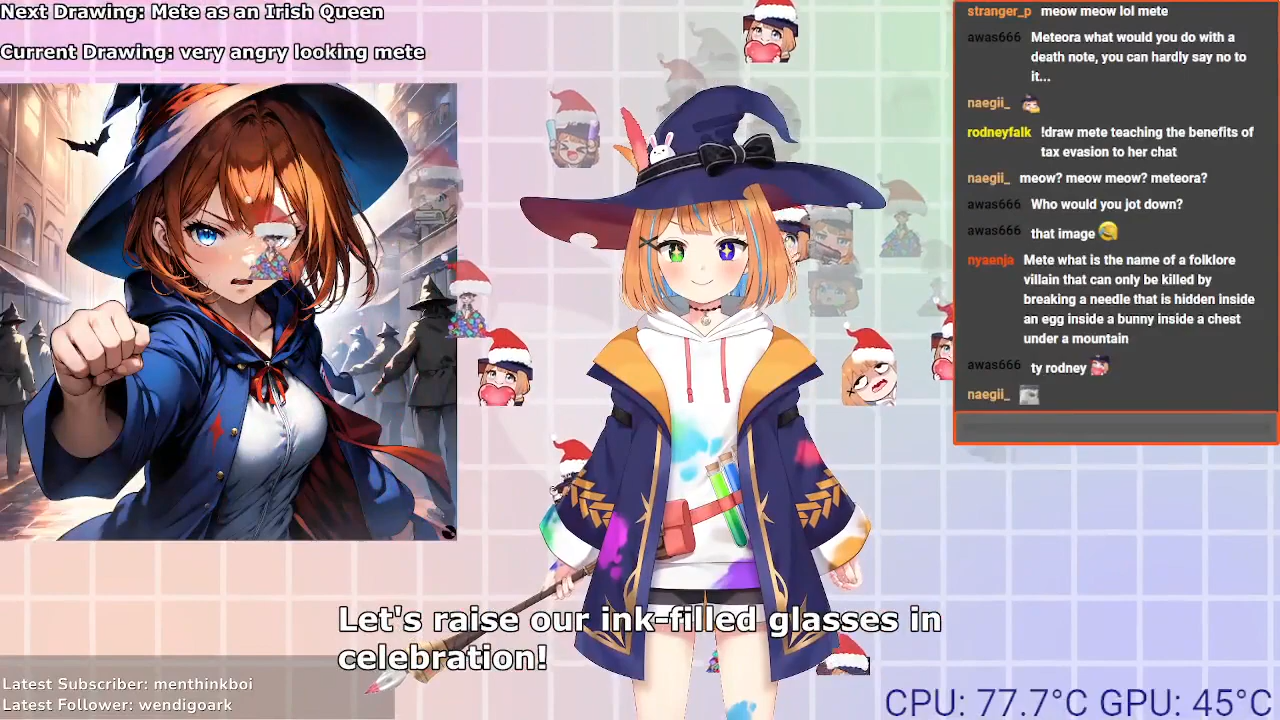 Next Drawing: Mete as an Irish Queen
Current Drawing: very angry looking mete
stranger_p meow meow lol mete
awas666 Meteora what would you do with a
death note, you can hardly say no to
it...
naegii_
rodneyfalk !draw mete teaching the benefits of
tax evasion to her chat
naegii_ meow? meow meow? meteora?
awas666 Who would you jot down?
awas666 that image
nyaenja Mete what is the name of a folklore
villain that can only be killed by
breaking a needle that is hidden inside
an egg inside a bunny inside a chest
under a mountain
awas666 ty rodney
naegii_
Let's raise our ink-filled glasses in
celebration!
Latest Subscriber: menthinkboi
Latest Follower: wendigoark
CPU: 77.7°C GPU: 45°C